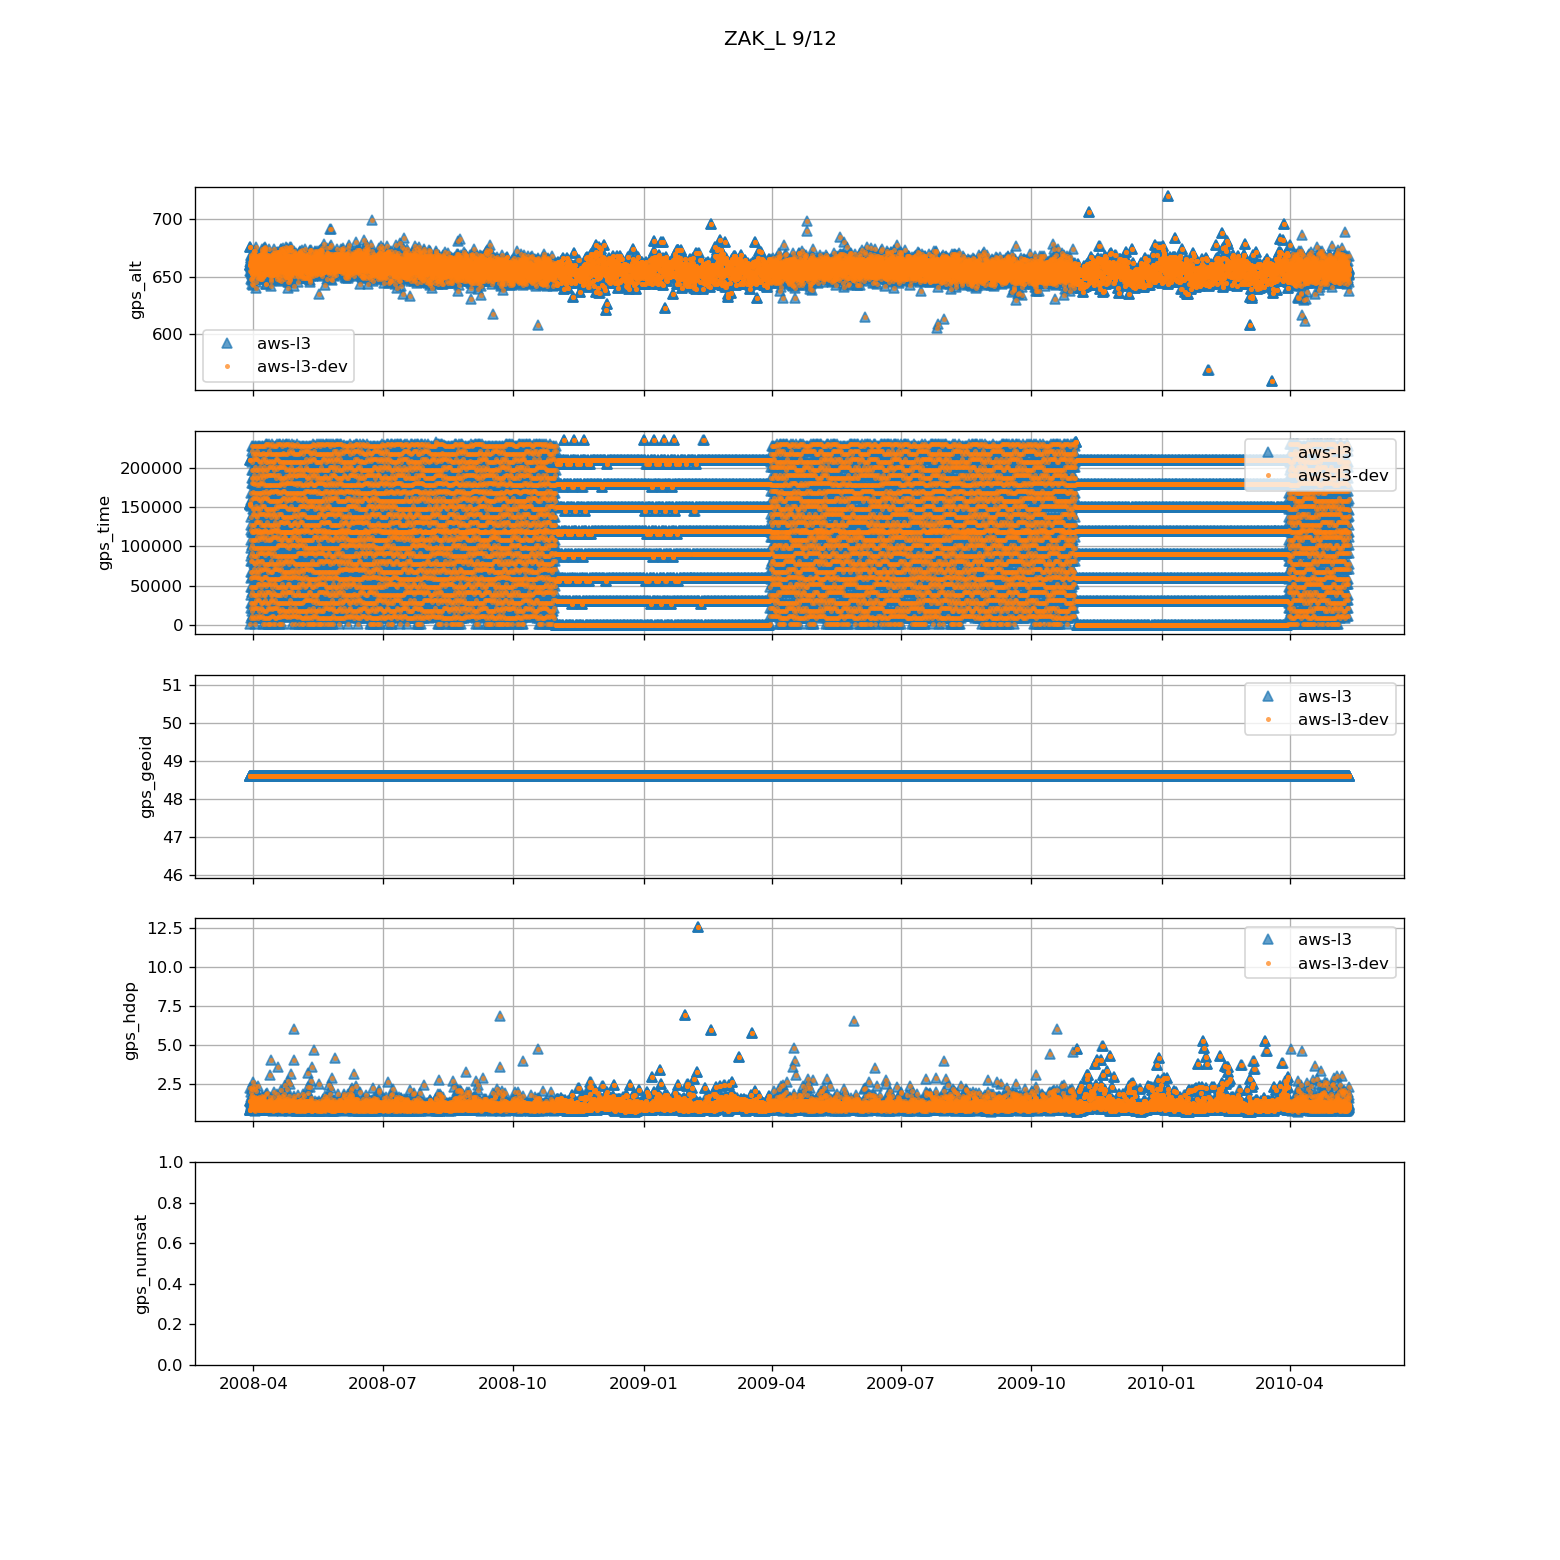 ZAK_L 9/12
gps_alt
700
650
600
aws-l3
aws-l3-dev
gps_time
200000
150000
100000
50000
0
aws-l3
aws-l3-dev
gps_geoid
51
50
49
48
47
46
aws-l3
aws-l3-dev
gps_hdop
12.5
10.0
7.5
5.0
2.5
aws-l3
aws-l3-dev
gps_numsat
1.0
0.8
0.6
0.4
0.2
0.0
2008-04 2008-07 2008-10 2009-01 2009-04 2009-07 2009-10 2010-01 2010-04